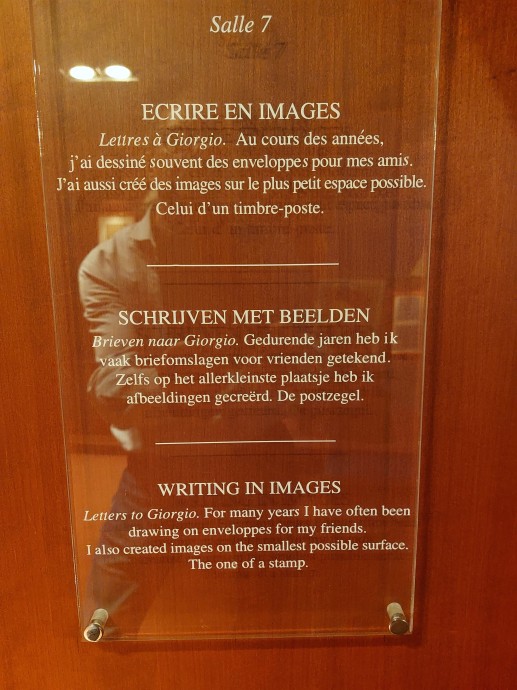 Salle 7
ECRIRE EN IMAGES
Lettres à Giorgio. Au cours des années,
j'ai dessiné souvent des enveloppes pour mes amis.
J'ai aussi créé des images sur le plus petit espace possible.
Celui d'un timbre-poste.
SCHRIJVEN MET BEELDEN
Brieven naar Giorgio. Gedurende jaren heb ik
vaak briefomslagen voor vrienden getekend.
Zelfs op het allerkleinste plaatsje heb ik
afbeeldingen gecreërd. De postzegel.
WRITING IN IMAGES
Letters to Giorgio. For many years I have often been
drawing on enveloppes for my friends.
I also created images on the smallest possible surface.
The one of a stamp.